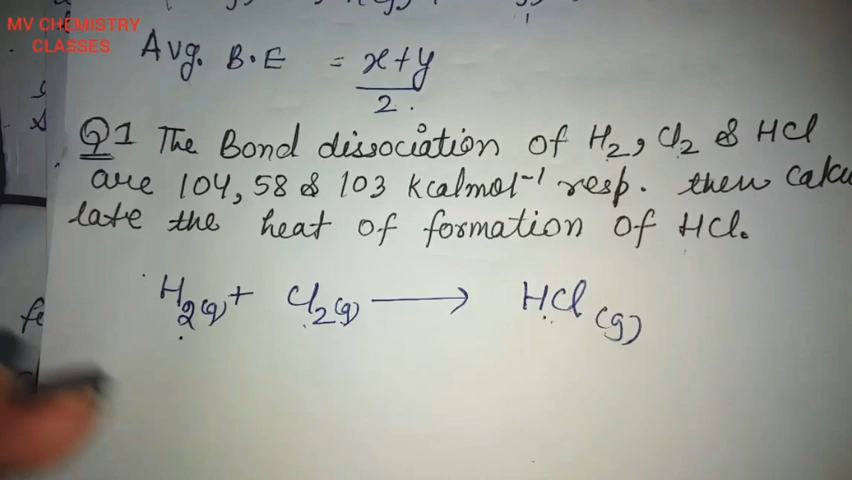 MV CHEMISTRY
CLASSES
Avg. B.E = x+y
2.
Q1 The Bond dissociation of H2, Cl2 & HCl
are 104, 58 & 103 Kcalmol-1 resp. then calcu
late the heat of formation of HCl.
H2(g) + Cl2(g) → HCl(g)